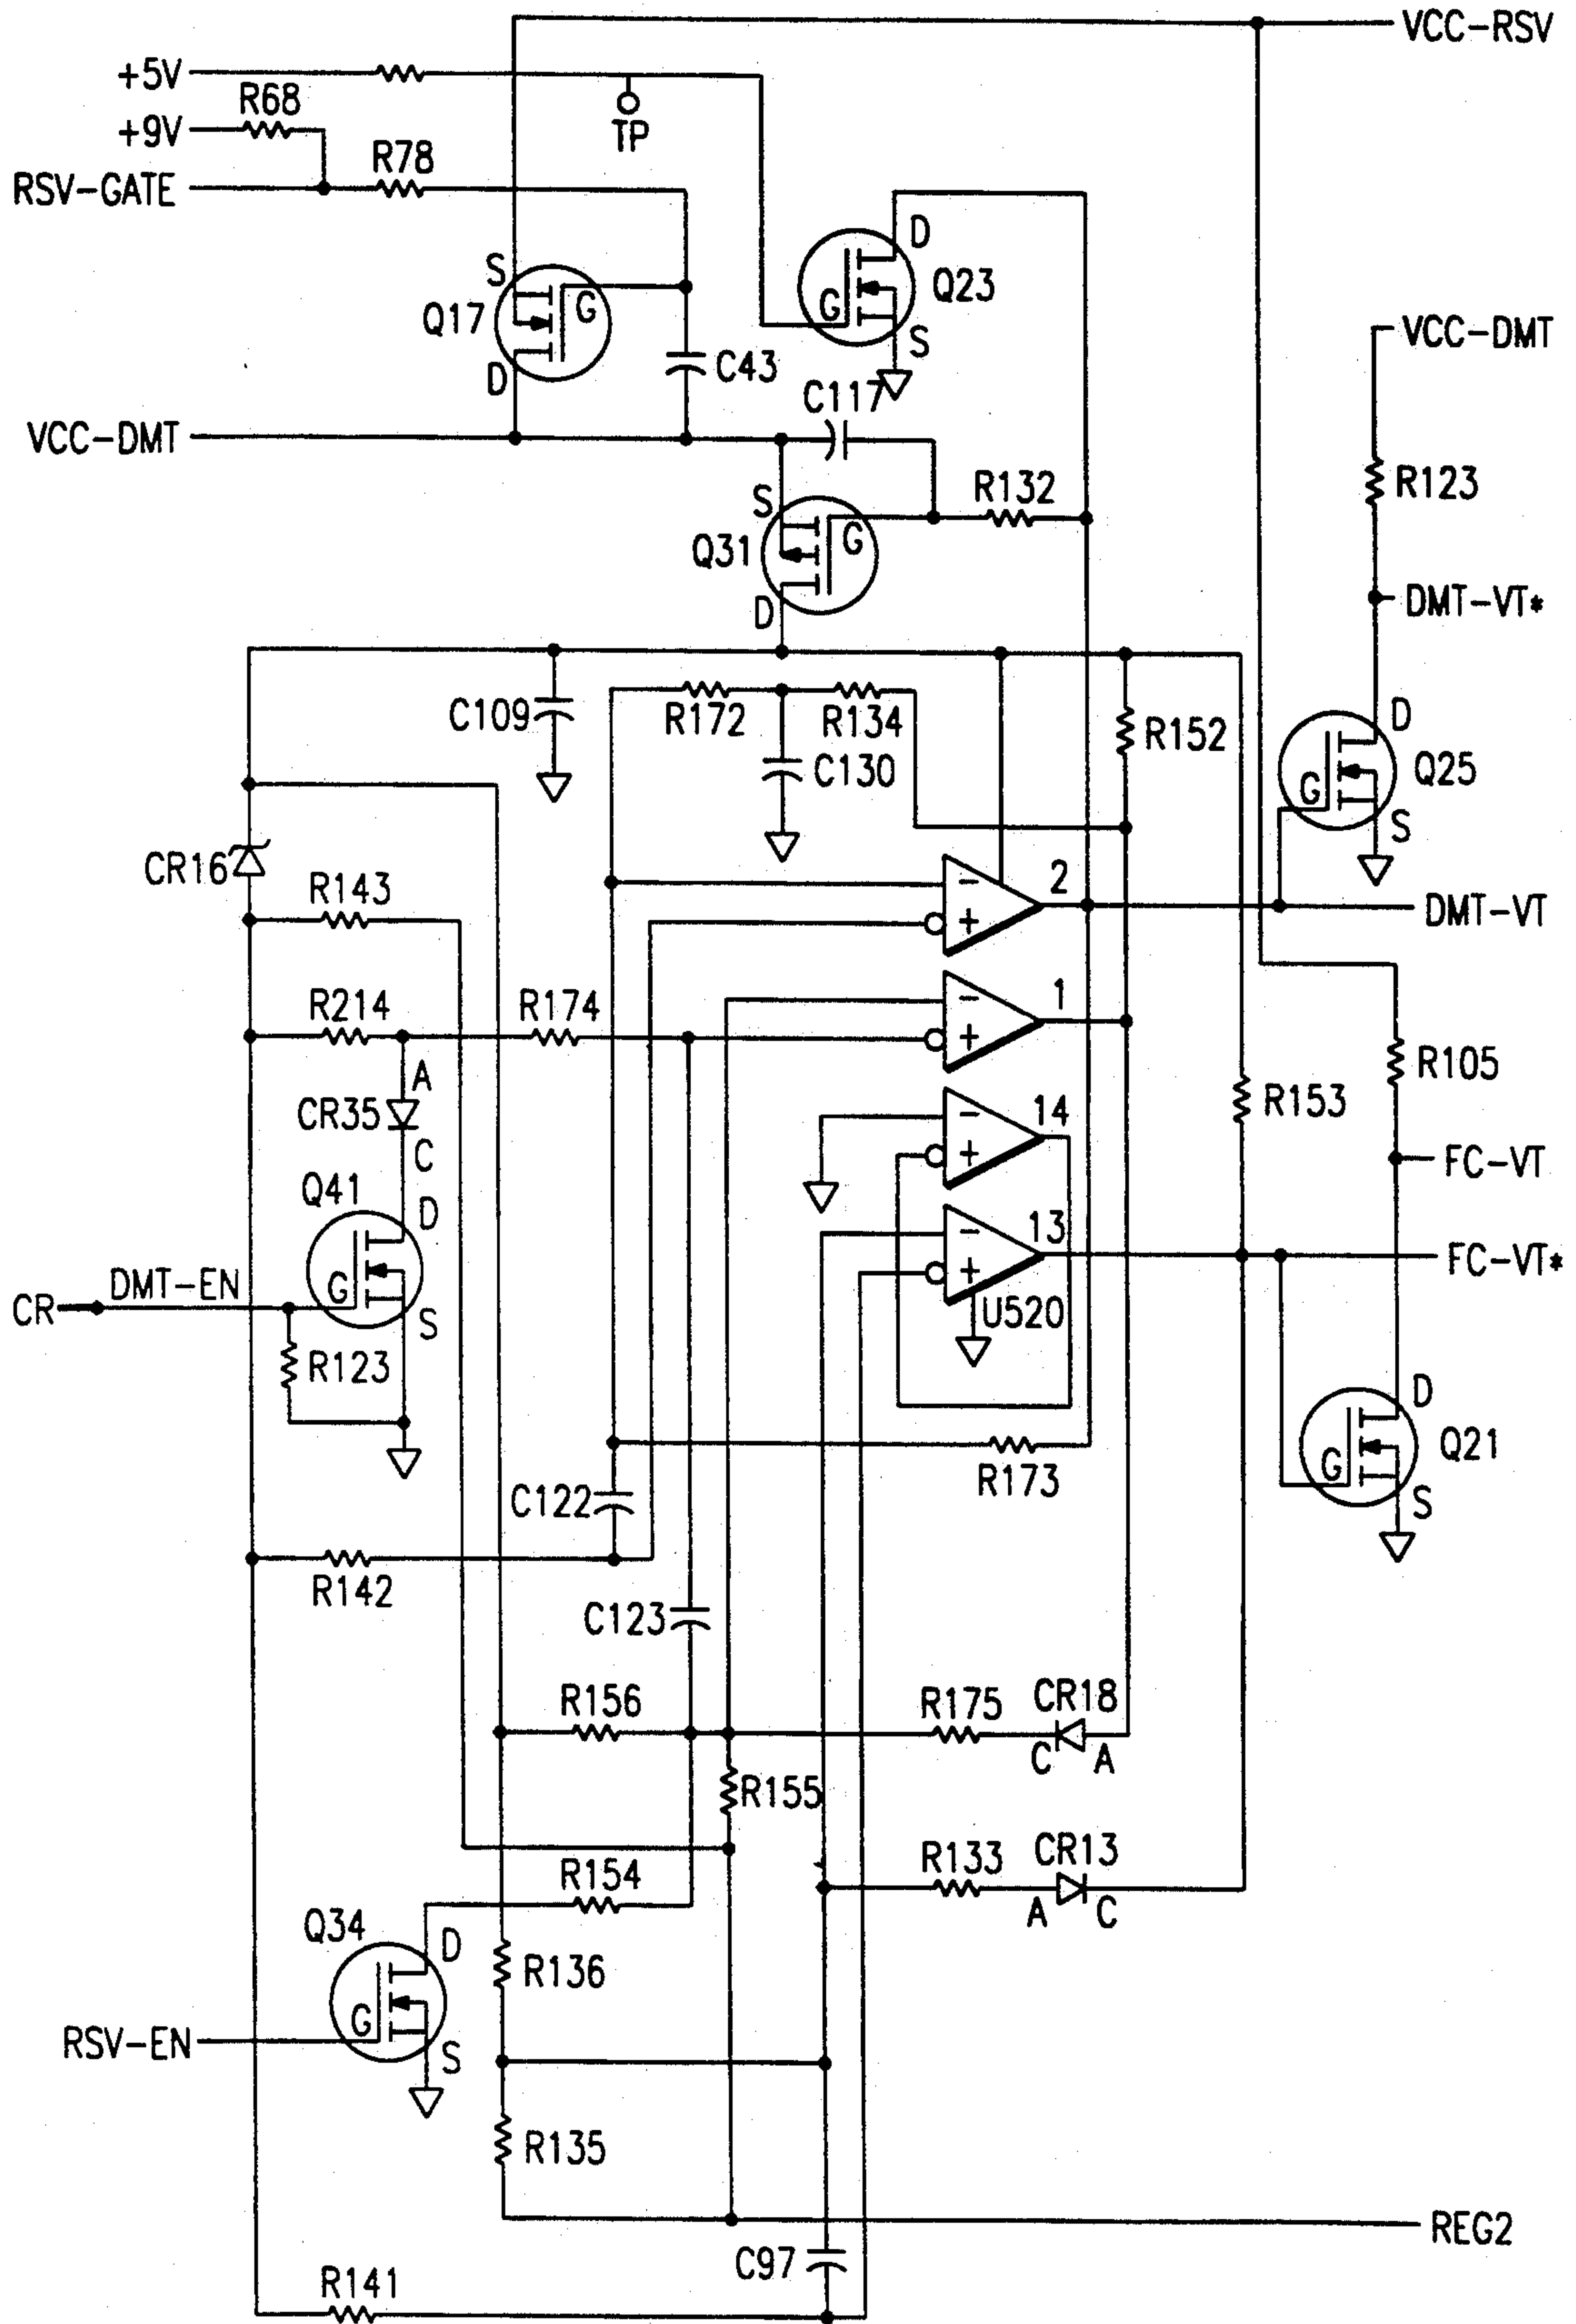 VCC-RSV
+5V
R68
+9V
TP
R78
RSV-GATE
D
S
Q23
Q17
G
G
S
VCC-DMT
D
C43
C117
VCC-DMT
R132
R123
S
Q31
G
DMT-VT*
D
D
C109
R172
R134
R152
C130
Q25
G
S
CR16
R143
-
2
+
DMT-VT
R214
R174
-
1
+
R105
A
CR35
14
R153
-
C
+
FC-VT
Q41
D
13
-
FC-VT*
DMT-EN
G
+
CR
S
U520
R123
D
Q21
R173
G
C122
S
R142
C123
R156
R175
CR18
C
A
R155
R133
CR13
R154
A
C
Q34
D
R136
G
RSV-EN
S
R135
REG2
C97
R141